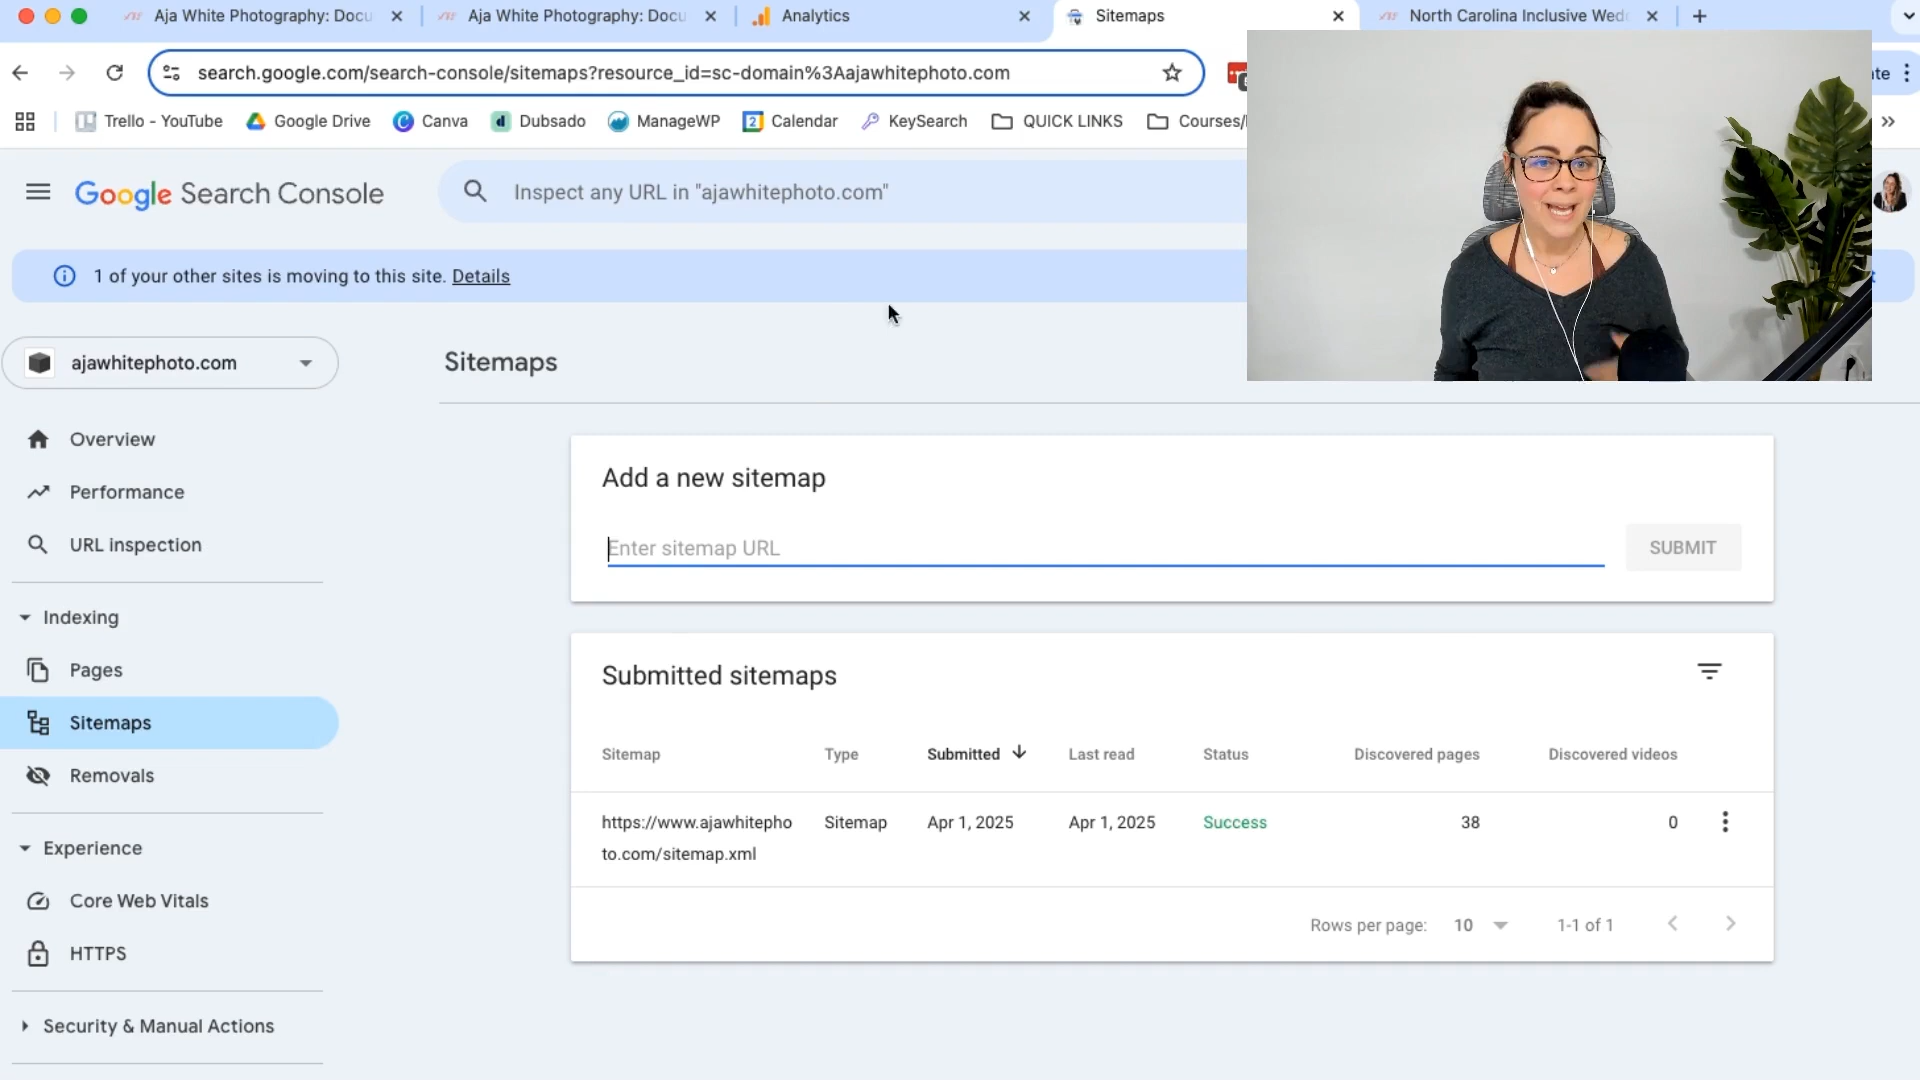 Aja White Photography: Docu
Aja White Photography: Docu
Analytics
Sitemaps
North Carolina Inclusive Wed
search.google.com/search-console/sitemaps?resource_id=sc-domain%3Aajawhitephoto.com
Trello - YouTube
Google Drive
Canva
Dubsado
ManageWP
Calendar
KeySearch
QUICK LINKS
Courses/
Google Search Console
Inspect any URL in "ajawhitephoto.com"
1 of your other sites is moving to this site. Details
ajawhitephoto.com
Sitemaps
Overview
Performance
URL inspection
Indexing
Pages
Sitemaps
Removals
Experience
Core Web Vitals
HTTPS
Security & Manual Actions
Add a new sitemap
Enter sitemap URL
SUBMIT
Submitted sitemaps
Sitemap Type Submitted Last read Status Discovered pages Discovered videos
https://www.ajawhitepho Sitemap Apr 1, 2025 Apr 1, 2025 Success 38 0
to.com/sitemap.xml
Rows per page: 10 1-1 of 1